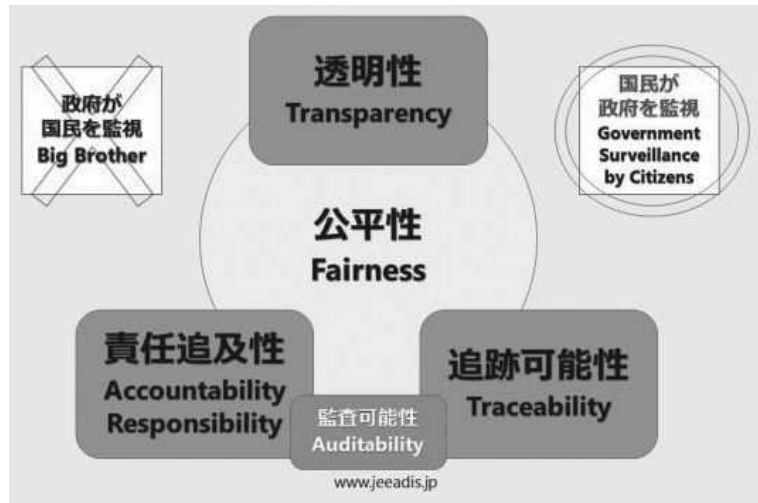 政府が
国民を監視
Big Brother
透明性
Transparency
国民が
政府を監視
Government
Surveillance
by Citizens
公平性
Fairness
責任追及性
Accountability
Responsibility
追跡可能性
Traceability
監査可能性
Auditability
www.jeeadis.jp